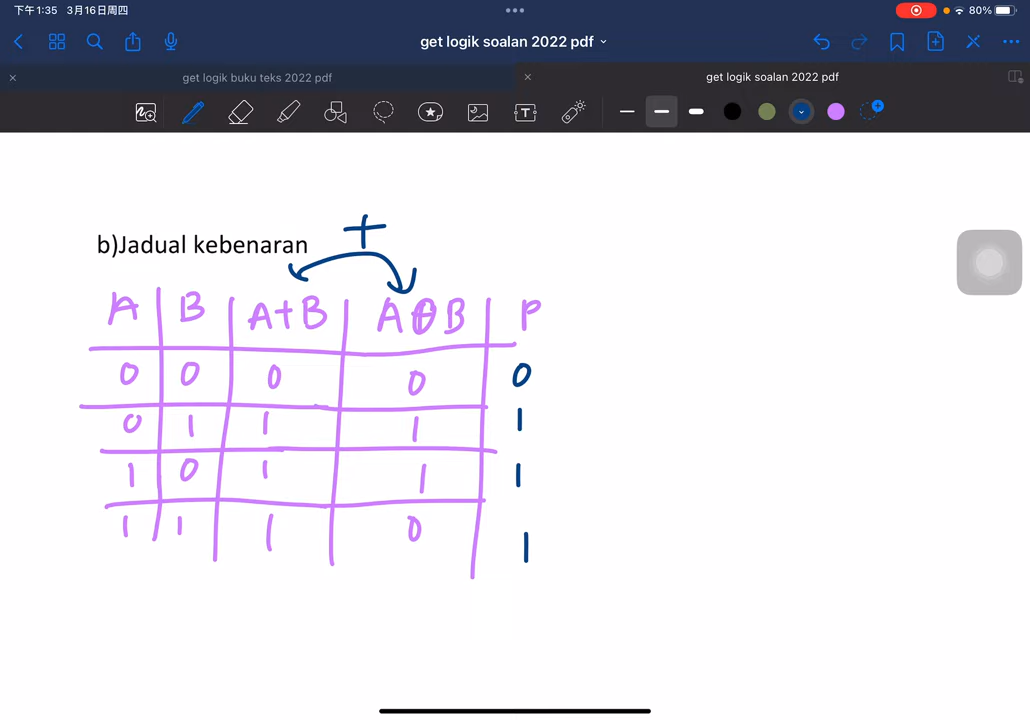 下午1:35 3月16日周四
80%
get logik soalan 2022 pdf
get logik buku teks 2022 pdf
get logik soalan 2022 pdf
b)Jadual kebenaran
+
A B A+B A⊕B P
0 0 0 0 0
0 1 1 1 1
1 0 1 1 1
1 1 1 0 1